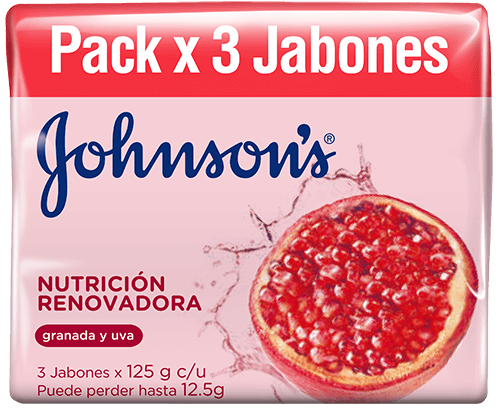 Pack x 3 Jabones
Johnson's®
NUTRICIÓN
RENOVADORA
granada y uva
3 Jabones x 125 g c/u
Puede perder hasta 12.5g